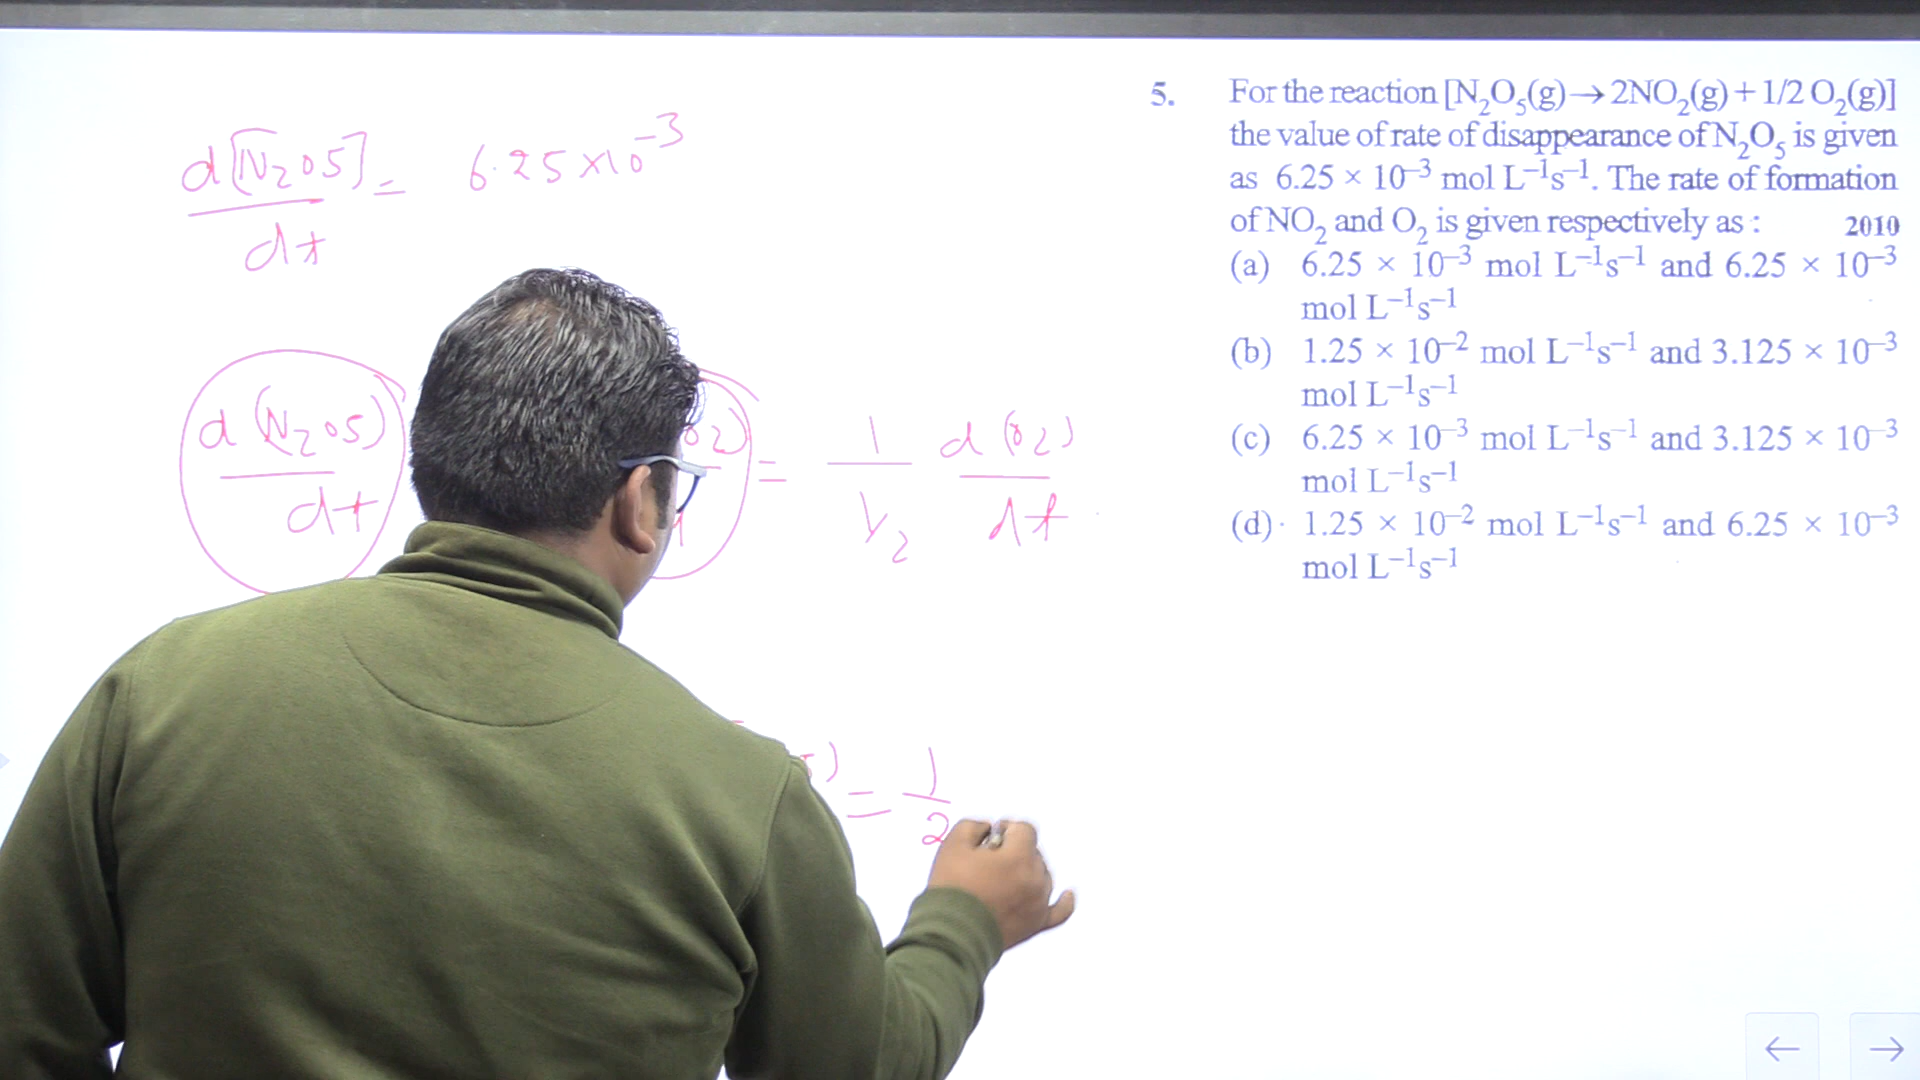 d[N₂O5] = 6.25×10⁻³
dt
d(N₂O5) O2) = 1 d(O2)
dt 1/2 dt
5) = 1
2
5. For the reaction [N₂O₅(g)→2NO₂(g)+1/2 O₂(g)]
the value of rate of disappearance of N₂O₅ is given
as 6.25 × 10⁻³ mol L⁻¹s⁻¹. The rate of formation
of NO₂ and O₂ is given respectively as : 2010
(a) 6.25 × 10⁻³ mol L⁻¹s⁻¹ and 6.25 × 10⁻³
mol L⁻¹s⁻¹
(b) 1.25 × 10⁻² mol L⁻¹s⁻¹ and 3.125 × 10⁻³
mol L⁻¹s⁻¹
(c) 6.25 × 10⁻³ mol L⁻¹s⁻¹ and 3.125 × 10⁻³
mol L⁻¹s⁻¹
(d) 1.25 × 10⁻² mol L⁻¹s⁻¹ and 6.25 × 10⁻³
mol L⁻¹s⁻¹